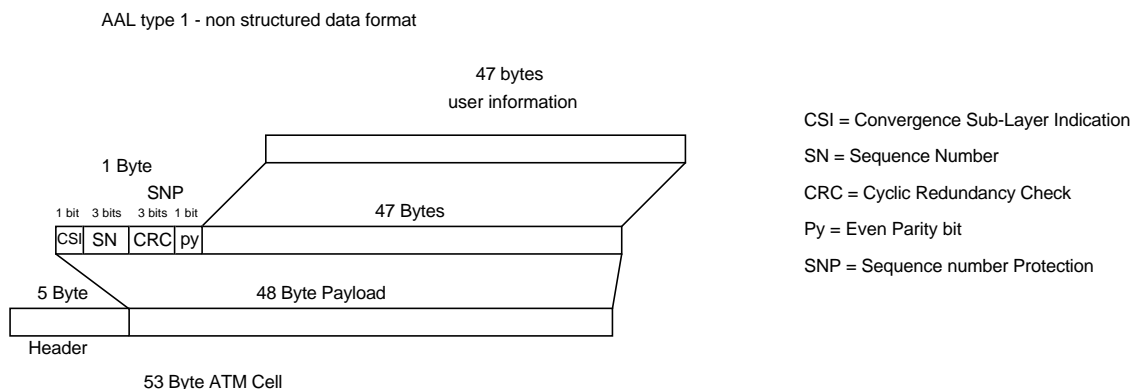 AAL type 1 - non structured data format
47 bytes
user information
CSI = Convergence Sub-Layer Indication
SN = Sequence Number
CRC = Cyclic Redundancy Check
Py = Even Parity bit
SNP = Sequence number Protection
1 Byte
SNP
1 bit 3 bits 3 bits 1 bit
47 Bytes
CSI SN CRC py
5 Byte
48 Byte Payload
Header
53 Byte ATM Cell